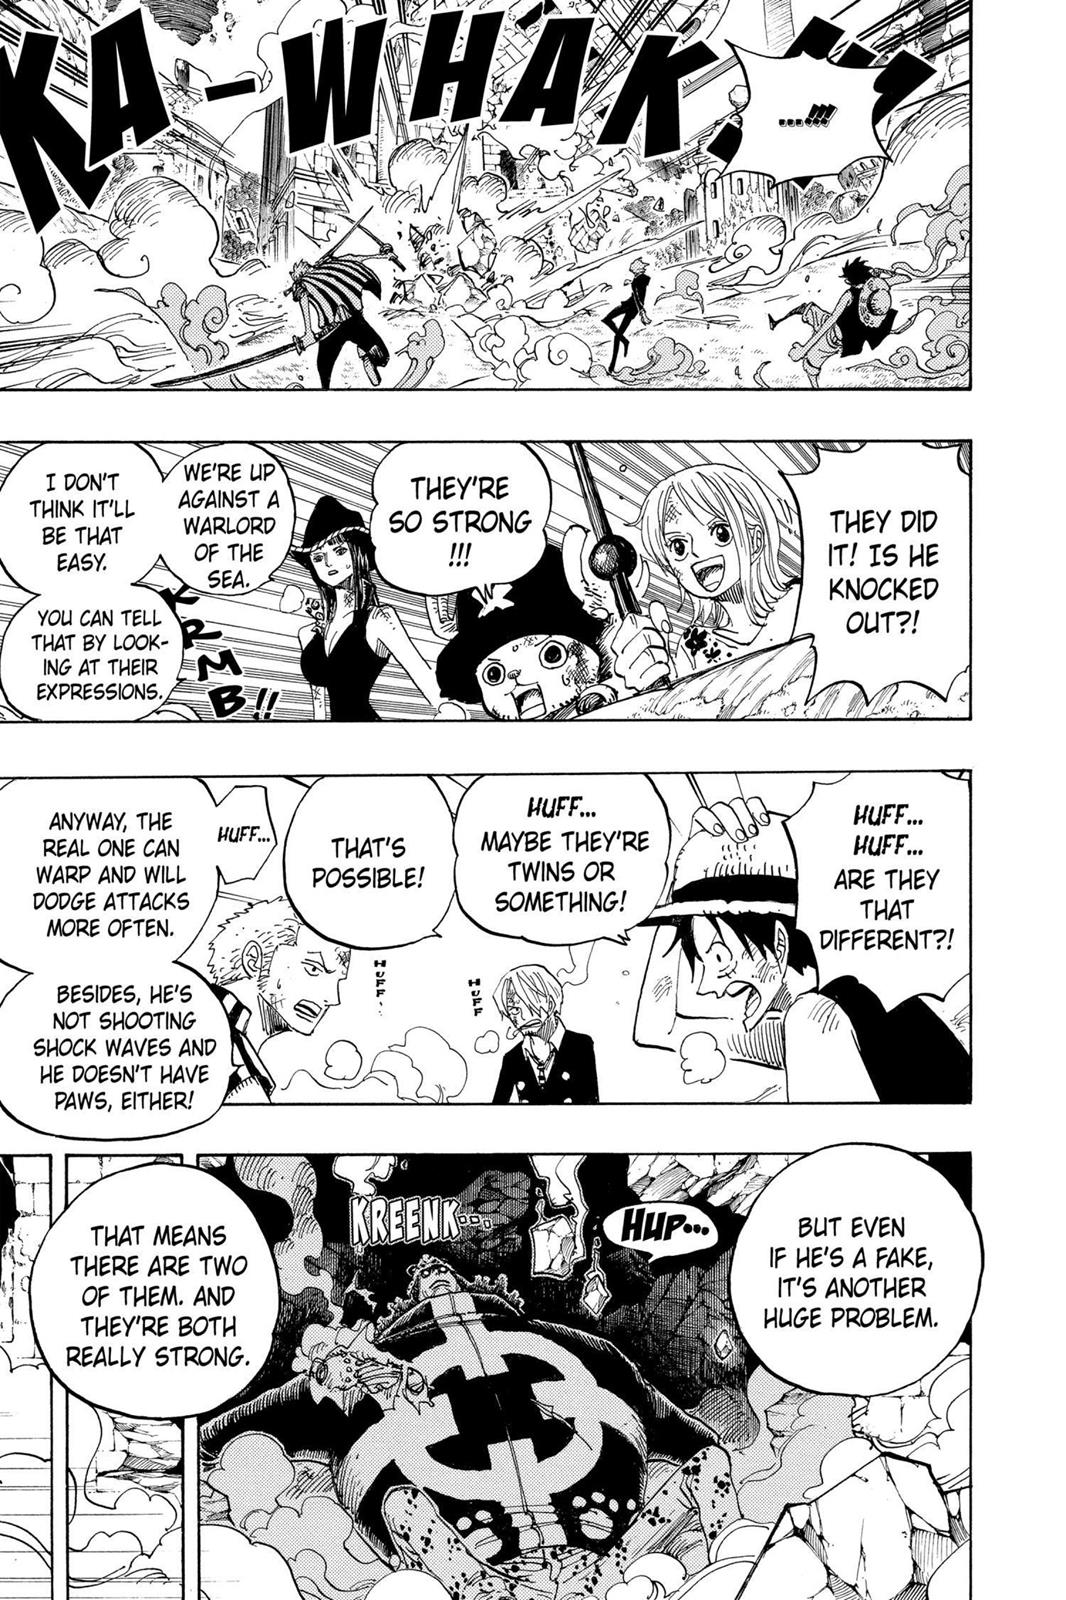 KA-WHAK!!
...!!!
THEY DID
IT! IS HE
KNOCKED
OUT?!
THEY'RE
SO STRONG
!!!
WE'RE UP
AGAINST A
WARLORD
OF THE
SEA.
I DON'T
THINK IT'LL
BE THAT
EASY.
YOU CAN TELL
THAT BY LOOK-
ING AT THEIR
EXPRESSIONS.
KRMB!!
HUFF...
HUFF...
ARE THEY
THAT
DIFFERENT?!
HUFF...
MAYBE THEY'RE
TWINS OR
SOMETHING!
HUFF
THAT'S
POSSIBLE!
HUFF
HUFF...
ANYWAY, THE
REAL ONE CAN
WARP AND WILL
DODGE ATTACKS
MORE OFTEN.
BESIDES, HE'S
NOT SHOOTING
SHOCK WAVES AND
HE DOESN'T HAVE
PAWS, EITHER!
BUT EVEN
IF HE'S A FAKE,
IT'S ANOTHER
HUGE PROBLEM.
HUP...
KREENK...
THAT MEANS
THERE ARE TWO
OF THEM. AND
THEY'RE BOTH
REALLY STRONG.